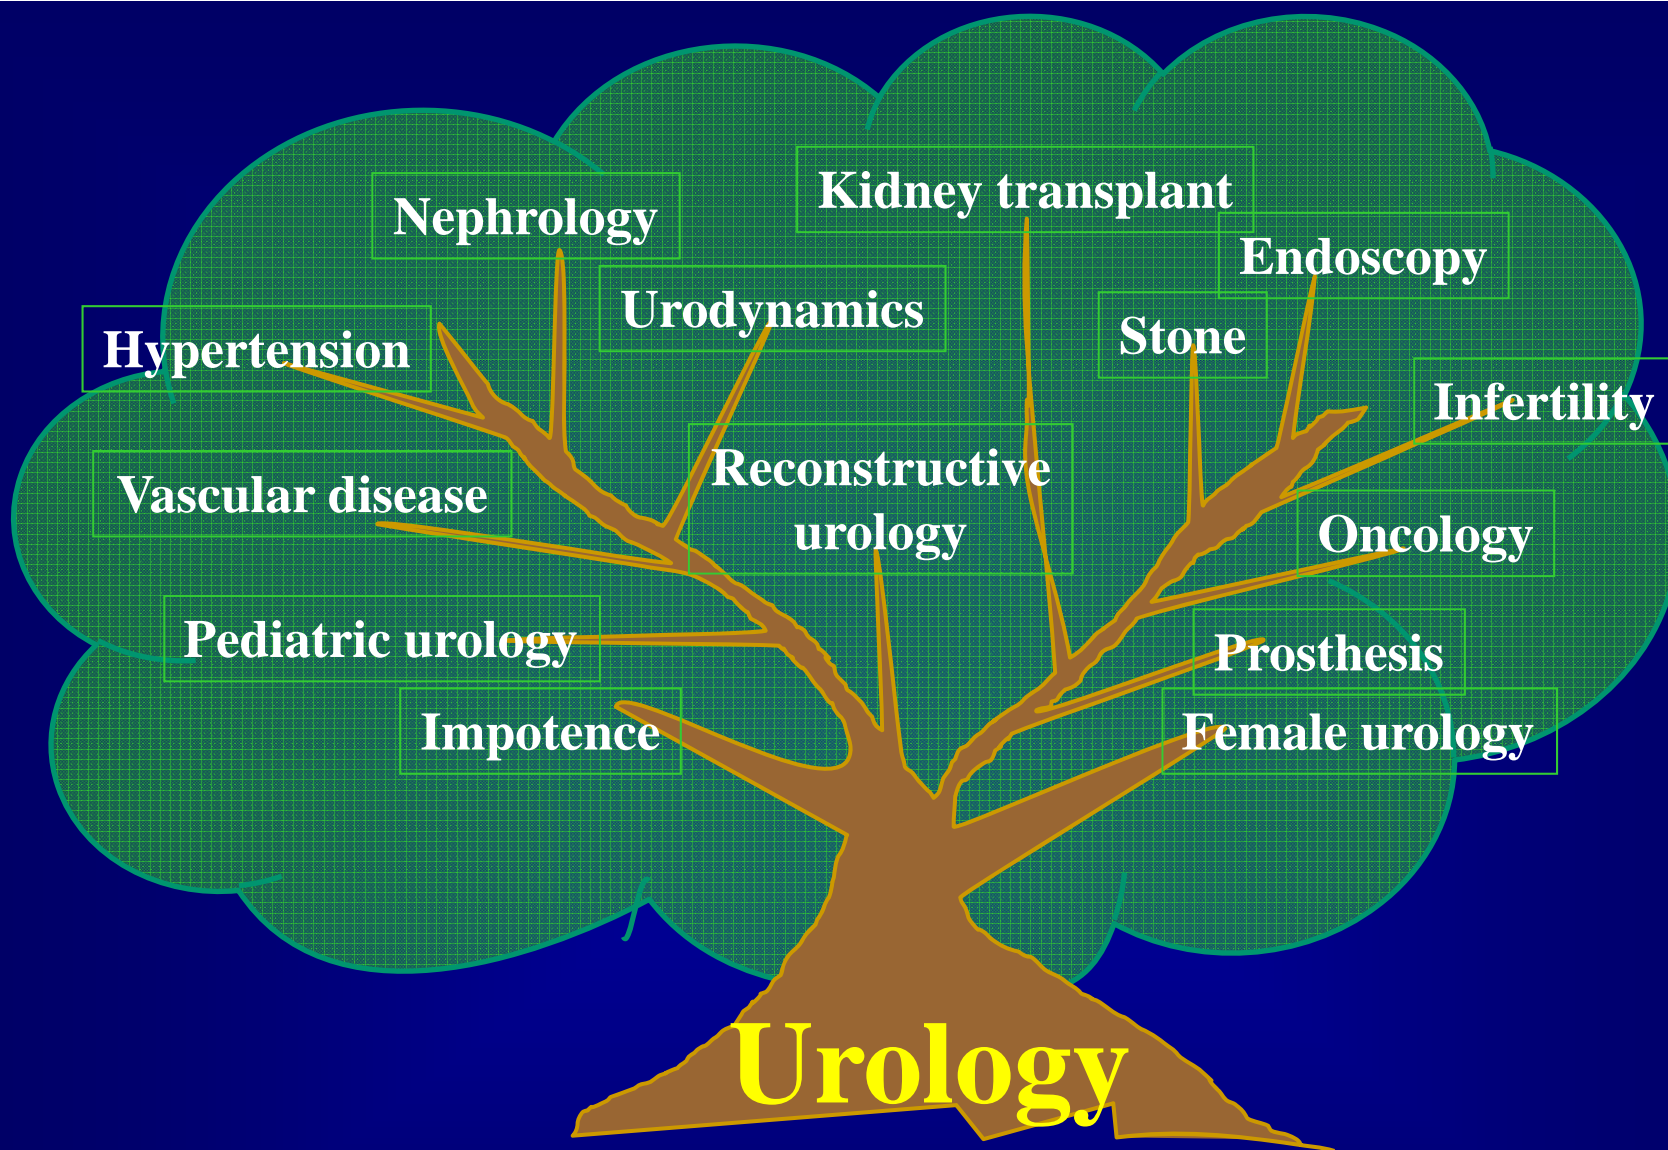 Kidney transplant
Nephrology
Endoscopy
Urodynamics
Stone
Hypertension
Infertility
Reconstructive
urology
Vascular disease
Oncology
Pediatric urology
Prosthesis
Impotence
Female urology
Urology